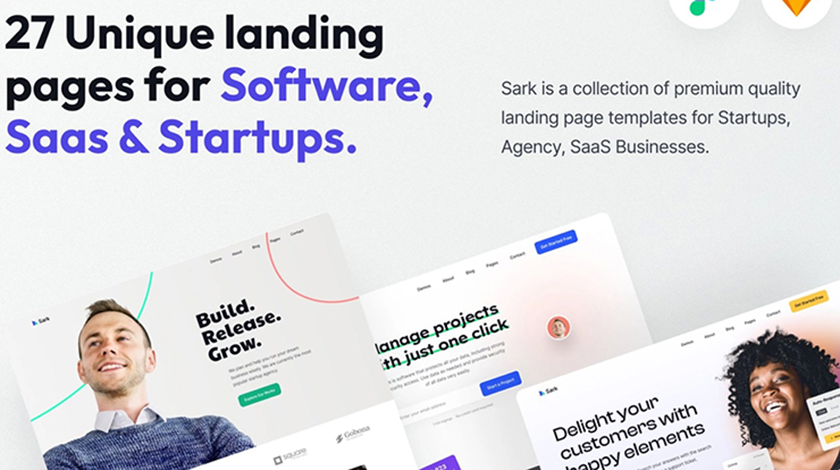 27 Unique landing
pages for Software,
Saas & Startups.
Sark is a collection of premium quality
landing page templates for Startups,
Agency, SaaS Businesses.
Sark
Demos About Blog Pages Contact
Build.
Release.
Grow.
We plan and help you run your dream
business easily. We are currently the most
popular startup agency.
Explore Our Works
SQUARE
Gobona
Demos About Blog Pages Contact Get Started Free
anage projects
th just one click
is software that protects all your data, including strong
clarity access. Use data as needed and provide security
of all data very easily.
Start a Project
Sark
Demos About Blog Pages Contact Get Started Free
Delight your
customers with
happy elements